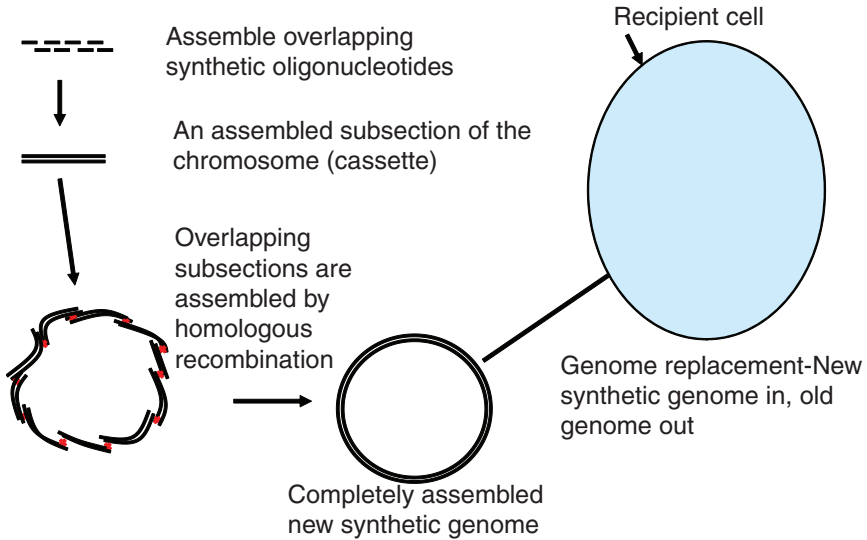 Assemble overlapping
synthetic oligonucleotides
An assembled subsection of the
chromosome (cassette)
Overlapping
subsections are
assembled by
homologous
recombination
Completely assembled
new synthetic genome
Recipient cell
Genome replacement-New
synthetic genome in, old
genome out